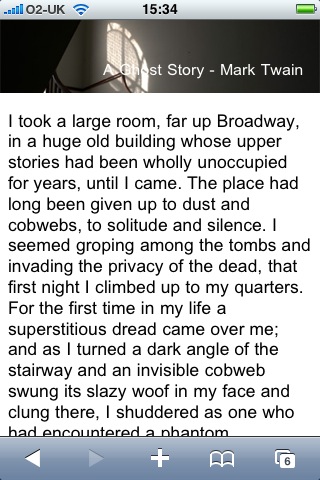 O2-UK 15:34
A Ghost Story - Mark Twain
I took a large room, far up Broadway,
in a huge old building whose upper
stories had been wholly unoccupied
for years, until I came. The place had
long been given up to dust and
cobwebs, to solitude and silence. I
seemed groping among the tombs and
invading the privacy of the dead, that
first night I climbed up to my quarters.
For the first time in my life a
superstitious dread came over me;
and as I turned a dark angle of the
stairway and an invisible cobweb
swung its slazy woof in my face and
clung there, I shuddered as one who
had encountered a phantom.
6